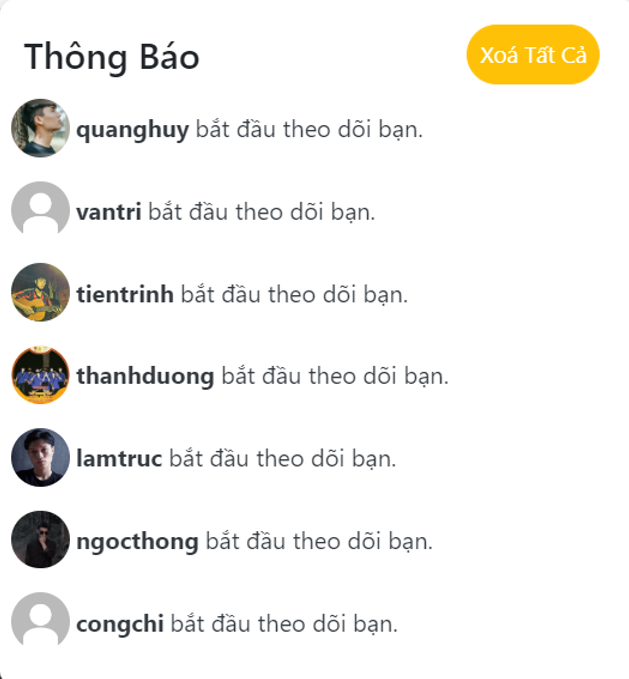 Thông Báo
Xoá Tất Cả
quanghuy bắt đầu theo dõi bạn.
vantri bắt đầu theo dõi bạn.
tientrinh bắt đầu theo dõi bạn.
thanhduong bắt đầu theo dõi bạn.
lamtruc bắt đầu theo dõi bạn.
ngocthong bắt đầu theo dõi bạn.
congchi bắt đầu theo dõi bạn.